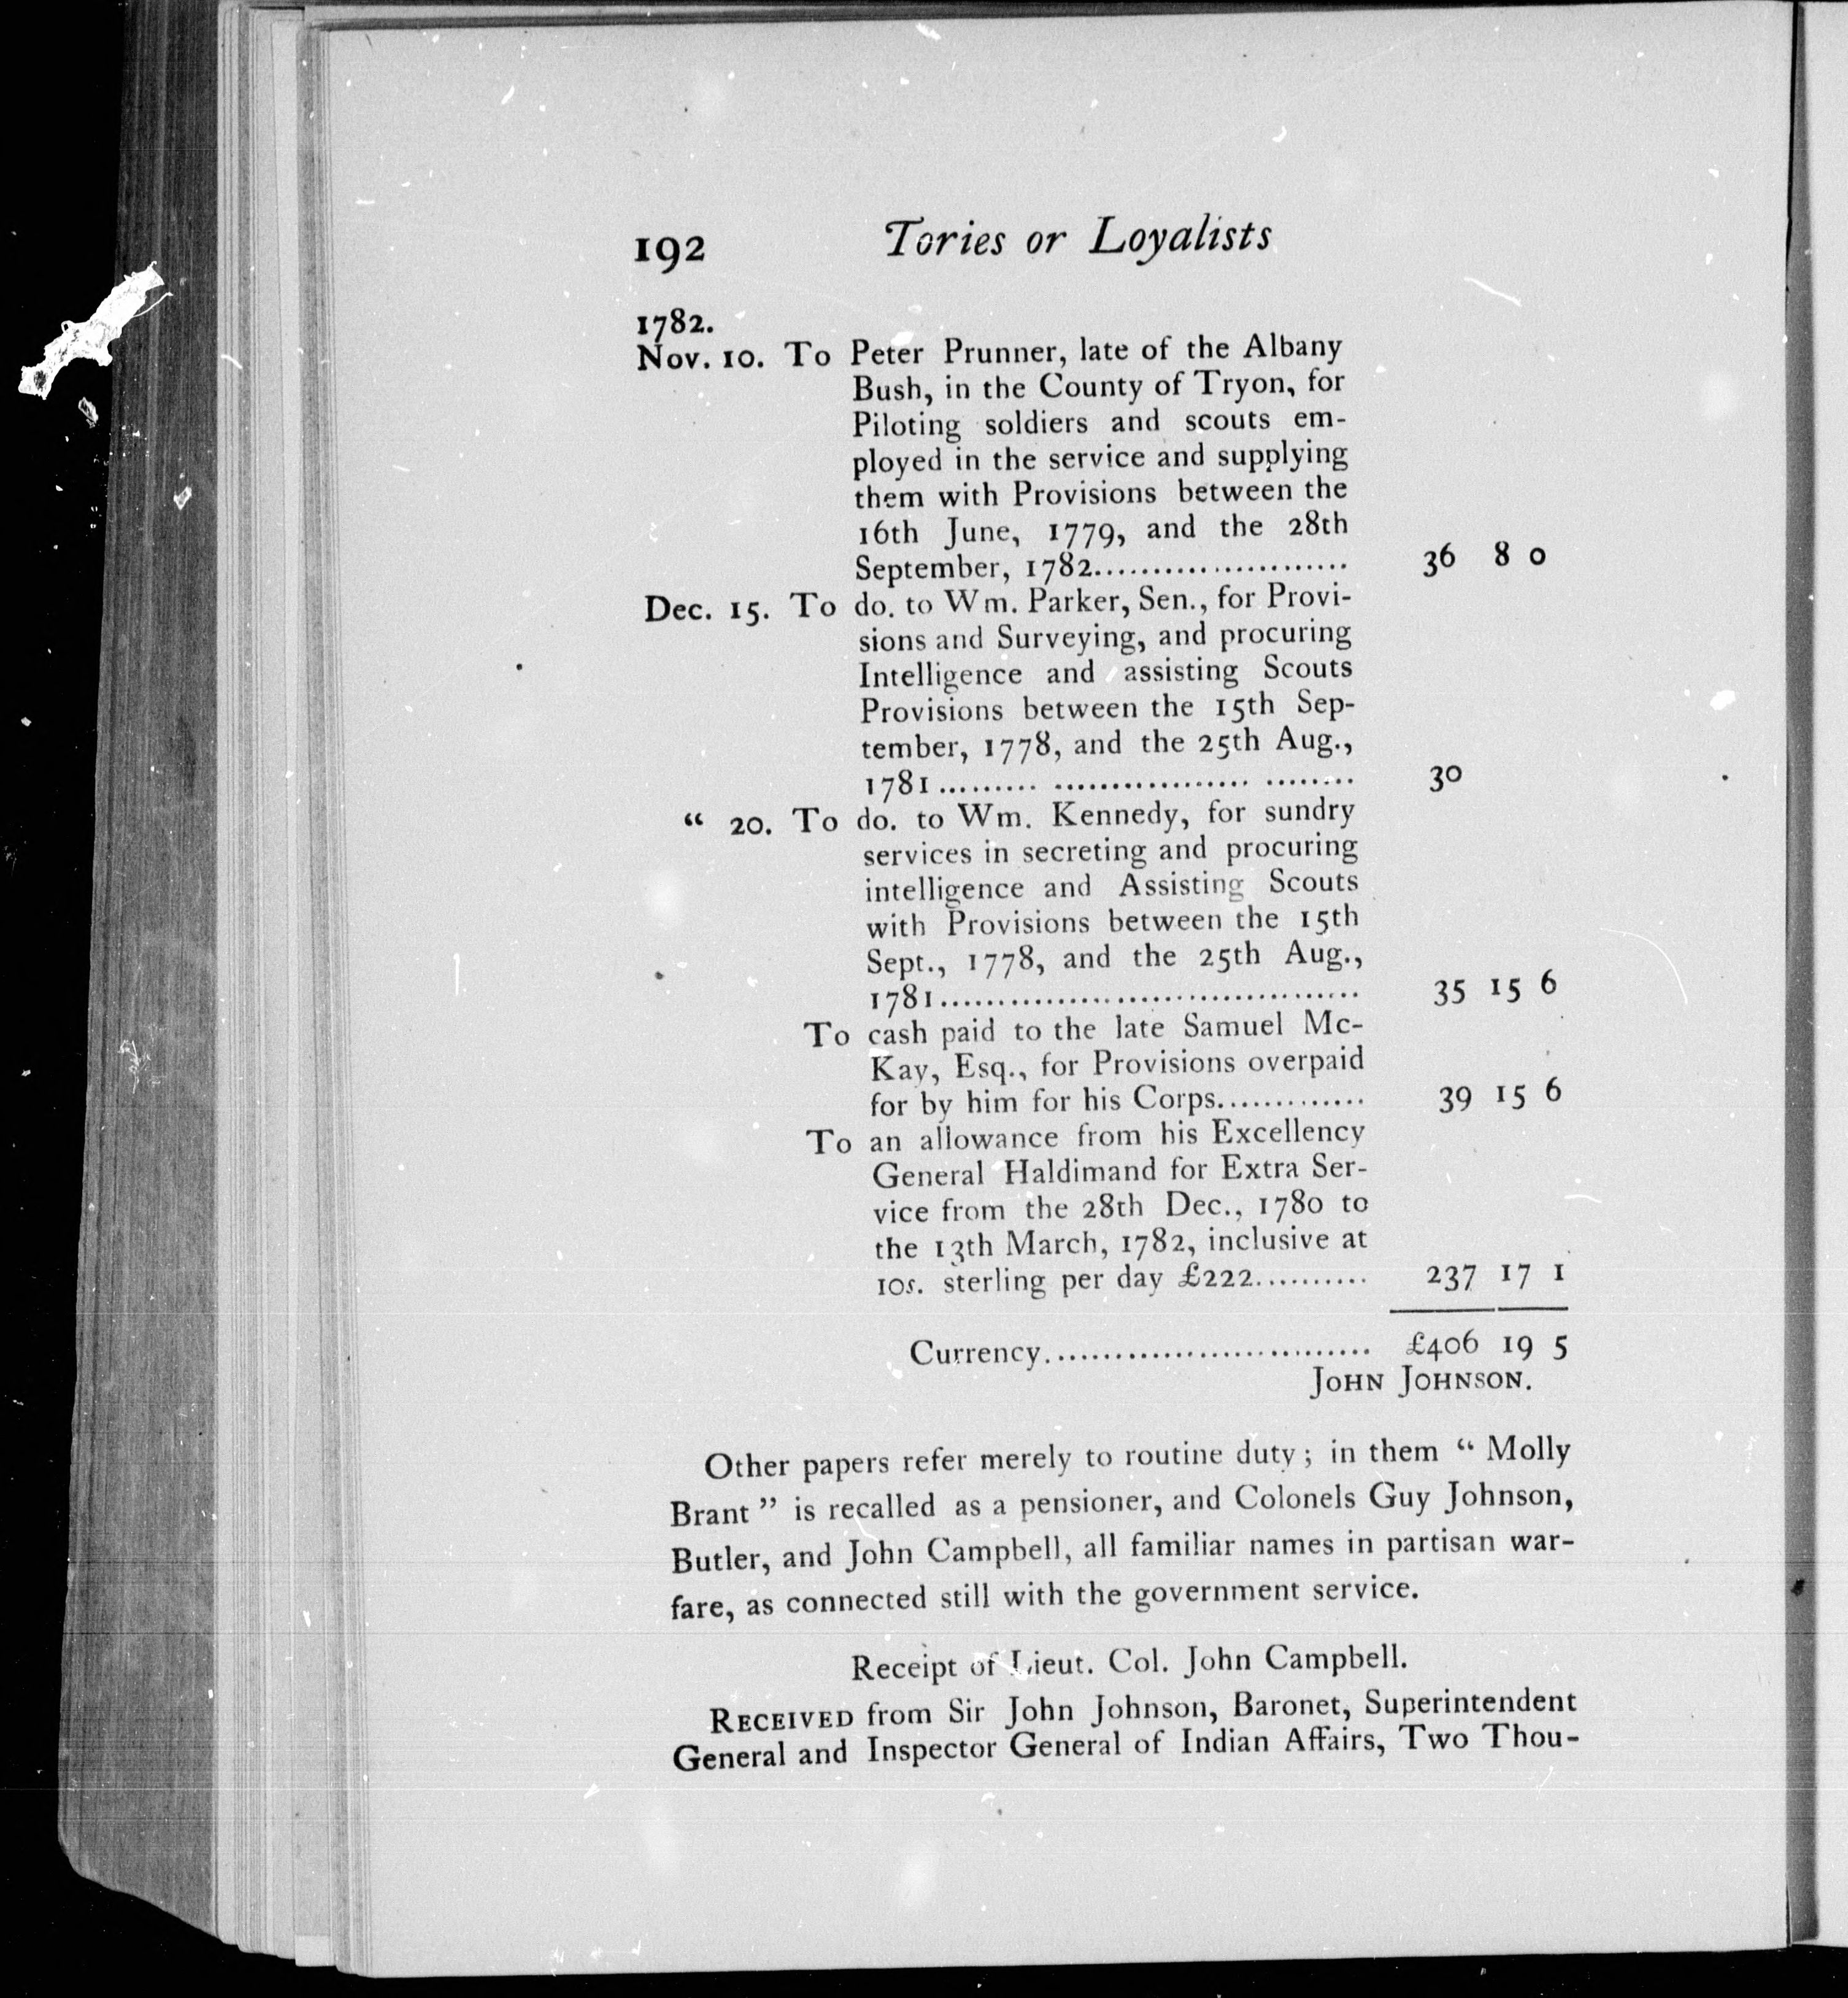 192 Tories or Loyalists
1782.
Nov. 10. To Peter Prunner, late of the Albany
Bush, in the County of Tryon, for
Piloting soldiers and scouts em-
ployed in the service and supplying
them with Provisions between the
16th June, 1779, and the 28th
September, 1782...................... 36 8 0
Dec. 15. To do. to Wm. Parker, Sen., for Provi-
sions and Surveying, and procuring
Intelligence and assisting Scouts
Provisions between the 15th Sep-
tember, 1778, and the 25th Aug.,
1781......... ................. ........ 30
“ 20. To do. to Wm. Kennedy, for sundry
services in secreting and procuring
intelligence and Assisting Scouts
with Provisions between the 15th
Sept., 1778, and the 25th Aug.,
1781.................................... 35 15 6
To cash paid to the late Samuel Mc-
Kay, Esq., for Provisions overpaid
for by him for his Corps............. 39 15 6
To an allowance from his Excellency
General Haldimand for Extra Ser-
vice from the 28th Dec., 1780 to
the 13th March, 1782, inclusive at
10s. sterling per day £222.......... 237 17 1
Currency............................ £406 19 5
JOHN JOHNSON.
Other papers refer merely to routine duty; in them “ Molly
Brant ” is recalled as a pensioner, and Colonels Guy Johnson,
Butler, and John Campbell, all familiar names in partisan war-
fare, as connected still with the government service.
Receipt of Lieut. Col. John Campbell.
RECEIVED from Sir John Johnson, Baronet, Superintendent
General and Inspector General of Indian Affairs, Two Thou-